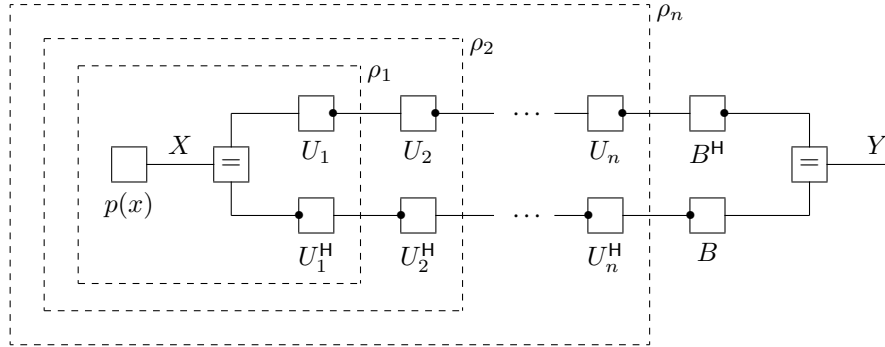 ρₙ
ρ₂
ρ₁
X = U₁ U₂ ⋯ Uₙ Bᴴ = Y
p(x)
U₁ᴴ U₂ᴴ ⋯ Uₙᴴ B